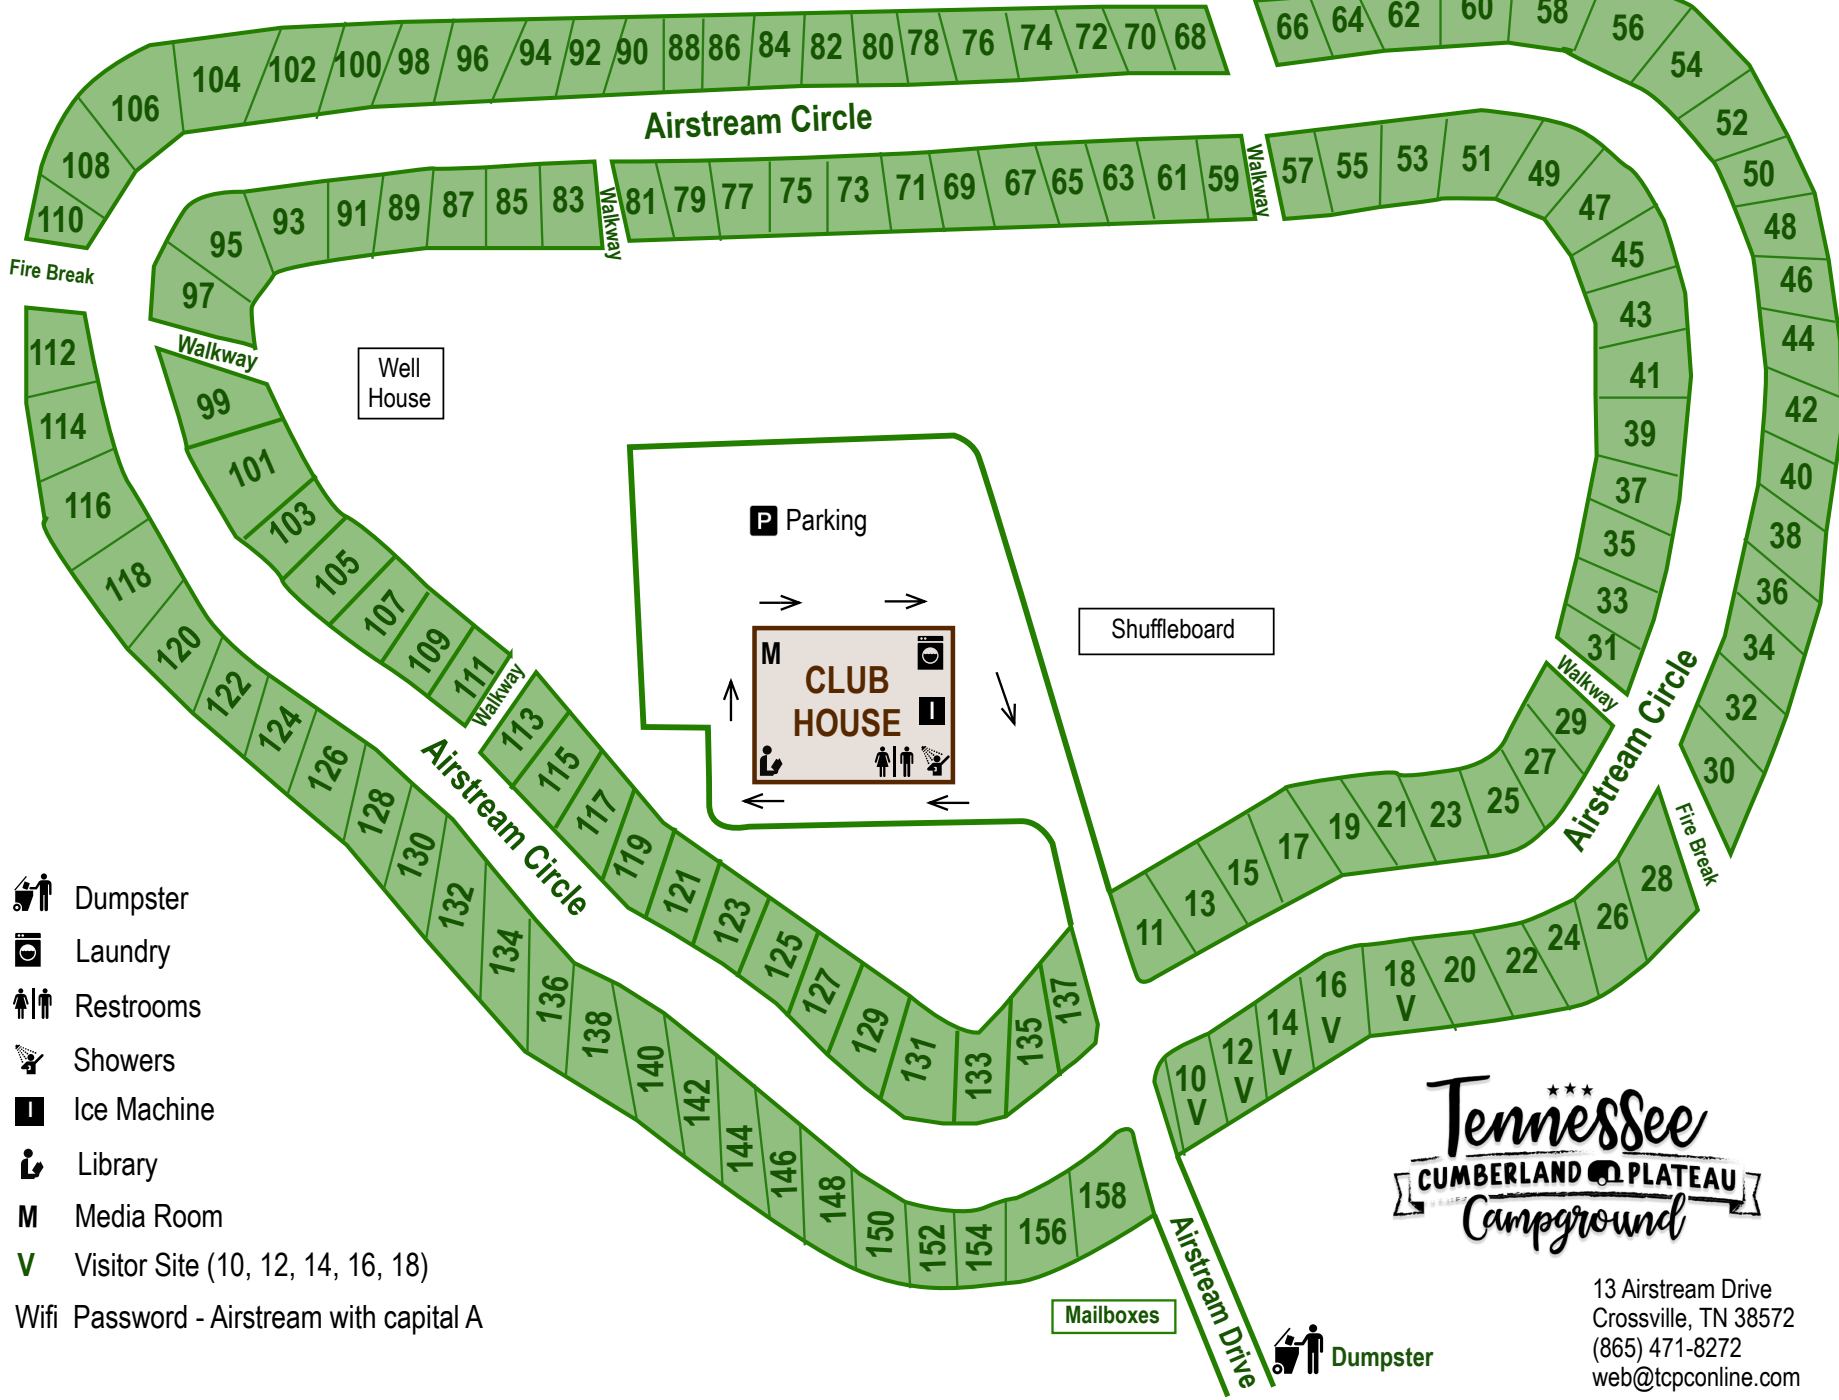 66 64 62 60 58 56
54
52
50
48
46
44
42
40
38
36
34
32
30
104 102 100 98 96 94 92 90 88 86 84 82 80 78 76 74 72 70 68
106
108
110
Airstream Circle
Fire Break
93 91 89 87 85 83
95
97
Walkway
81 79 77 75 73 71 69 67 65 63 61 59
Walkway
57 55 53 51 49
47
45
43
41
39
37
35
33
31
Walkway
Walkway
112
114
116
118
120
122
124
126
128
130
132
134
136
138
140
142
144
146
148
150
152
154
156
158
99
101
103
105
107
109
111
Walkway
113
115
117
119
121
123
125
127
129
131
133
135
137
Airstream Circle
Well
House
P Parking
M
CLUB
HOUSE
I
Shuffleboard
Airstream Circle
29
27
25
23
21
19
17
15
13
11
Fire Break
28
26
24
22
20
18
V
16
V
14
V
12
V
10
V
Dumpster
Laundry
Restrooms
Showers
I Ice Machine
Library
M Media Room
V Visitor Site (10, 12, 14, 16, 18)
Wifi Password - Airstream with capital A
Mailboxes
Airstream Drive
Dumpster
Tennessee
CUMBERLAND PLATEAU
Campground
13 Airstream Drive
Crossville, TN 38572
(865) 471-8272
web@tcpconline.com